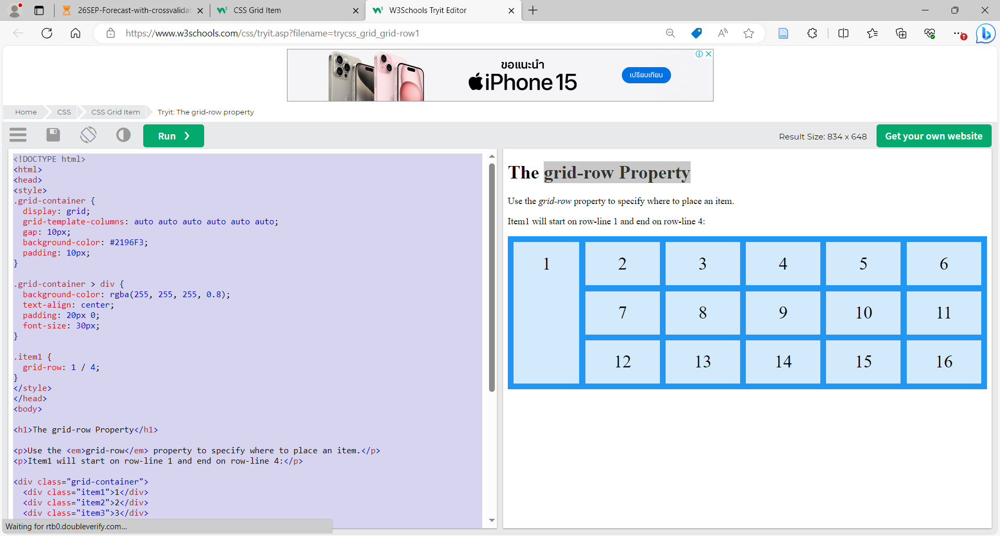 26SEP-Forecast-with-crossvalidat
CSS Grid Item
W3Schools Tryit Editor
https://www.w3schools.com/css/tryit.asp?filename=trycss_grid_grid-row1
ขอแนะนำ
iPhone 15
เปรียบเทียบ
Home
CSS
CSS Grid Item
Tryit: The grid-row property
Run ❯
Result Size: 834 x 648
Get your own website
<!DOCTYPE html>
<html>
<head>
<style>
.grid-container {
  display: grid;
  grid-template-columns: auto auto auto auto auto auto;
  gap: 10px;
  background-color: #2196F3;
  padding: 10px;
}
.grid-container > div {
  background-color: rgba(255, 255, 255, 0.8);
  text-align: center;
  padding: 20px 0;
  font-size: 30px;
}
.item1 {
  grid-row: 1 / 4;
}
</style>
</head>
<body>
<h1>The grid-row Property</h1>
<p>Use the <em>grid-row</em> property to specify where to place an item.</p>
<p>Item1 will start on row-line 1 and end on row-line 4:</p>
<div class="grid-container">
  <div class="item1">1</div>
  <div class="item2">2</div>
  <div class="item3">3</div>
Waiting for rtb0.doubleverify.com...
The grid-row Property
Use the grid-row property to specify where to place an item.
Item1 will start on row-line 1 and end on row-line 4:
1 2 3 4 5 6
7 8 9 10 11
12 13 14 15 16